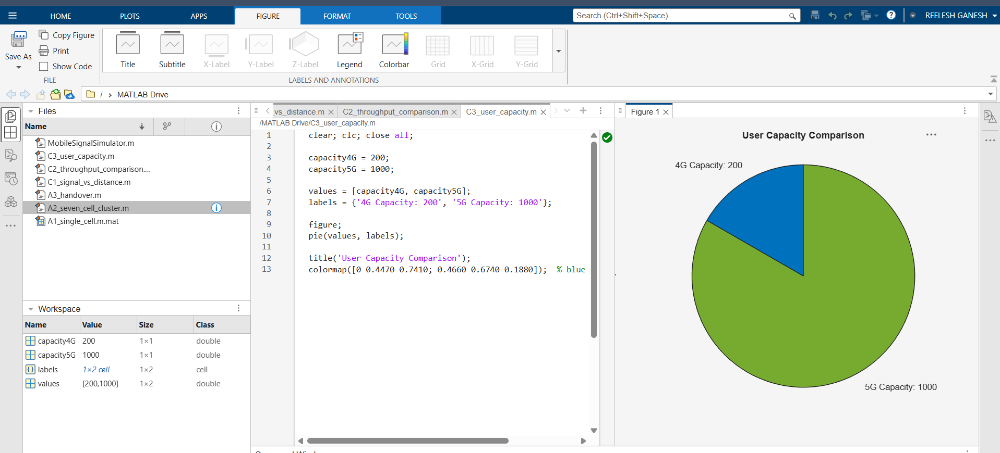 HOME PLOTS APPS FIGURE FORMAT TOOLS Search (Ctrl+Shift+Space) REELESH GANESH
Save As
Copy Figure
Print
Show Code
FILE
Title Subtitle X-Label Y-Label Z-Label Legend Colorbar Grid X-Grid Y-Grid
LABELS AND ANNOTATIONS
/ › MATLAB Drive
Files
Name
MobileSignalSimulator.m
C3_user_capacity.m
C2_throughput_comparison....
C1_signal_vs_distance.m
A3_handover.m
A2_seven_cell_cluster.m
A1_single_cell.m.mat
Workspace
Name Value Size Class
capacity4G 200 1×1 double
capacity5G 1000 1×1 double
labels 1×2 cell 1×2 cell
values [200,1000] 1×2 double
_vs_distance.m C2_throughput_comparison.m C3_user_capacity.m
/MATLAB Drive/C3_user_capacity.m
1 clear; clc; close all;
2
3 capacity4G = 200;
4 capacity5G = 1000;
5
6 values = [capacity4G, capacity5G];
7 labels = {'4G Capacity: 200', '5G Capacity: 1000'};
8
9 figure;
10 pie(values, labels);
11
12 title('User Capacity Comparison');
13 colormap([0 0.4470 0.7410; 0.4660 0.6740 0.1880]); % blue
Figure 1
User Capacity Comparison
4G Capacity: 200
5G Capacity: 1000